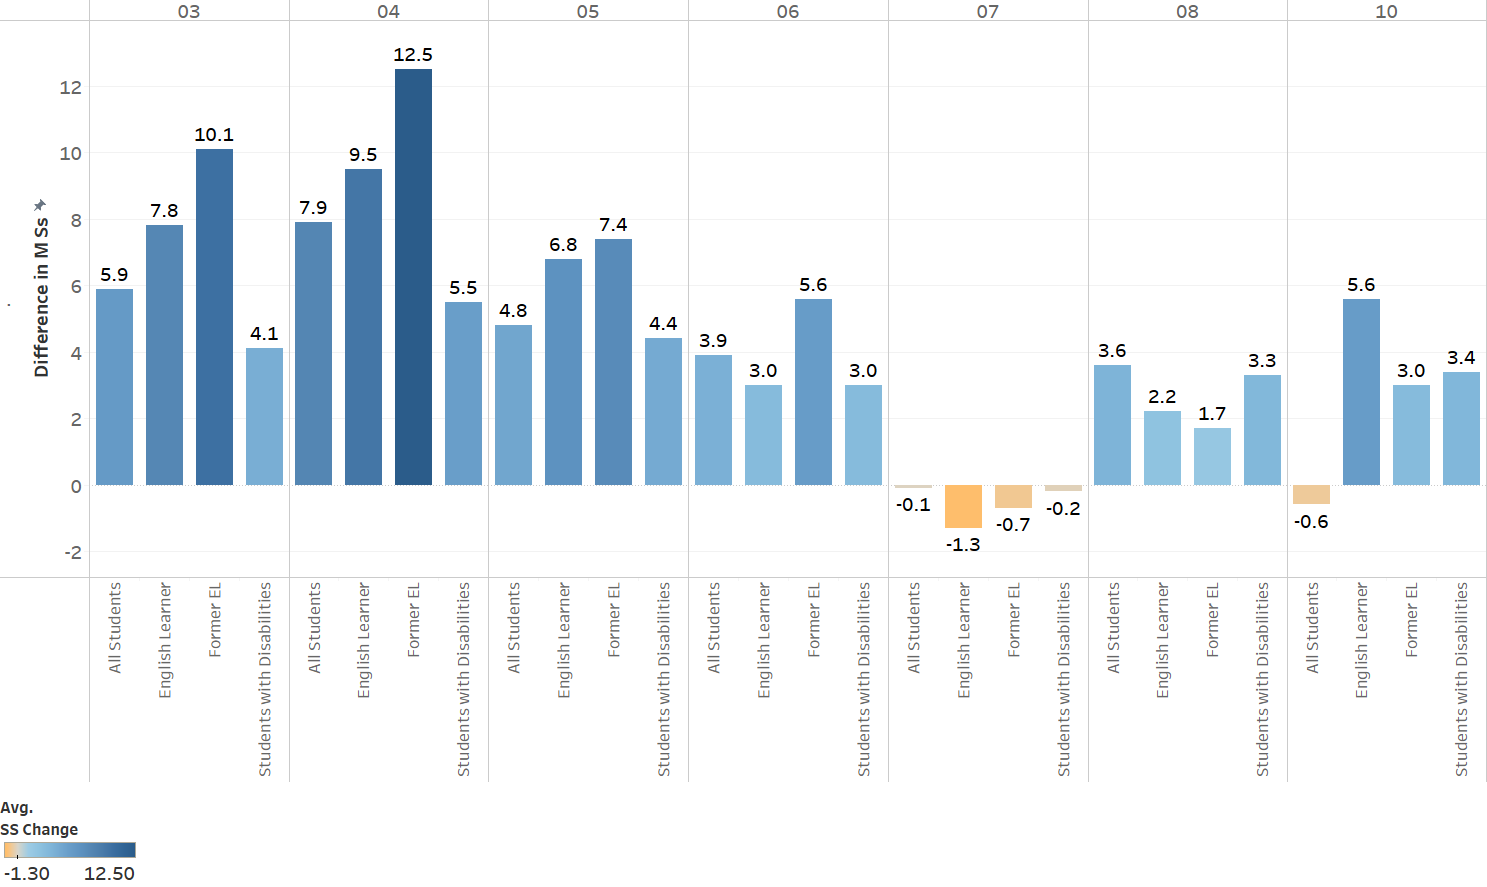 03 04 05 06 07 08 10
Difference in M Ss
12
10
8
6
4
2
0
-2
5.9 7.8 10.1 4.1
7.9 9.5 12.5 5.5
4.8 6.8 7.4 4.4
3.9 3.0 5.6 3.0
-0.1 -1.3 -0.7 -0.2
3.6 2.2 1.7 3.3
-0.6 5.6 3.0 3.4
All Students
English Learner
Former EL
Students with Disabilities
All Students
English Learner
Former EL
Students with Disabilities
All Students
English Learner
Former EL
Students with Disabilities
All Students
English Learner
Former EL
Students with Disabilities
All Students
English Learner
Former EL
Students with Disabilities
All Students
English Learner
Former EL
Students with Disabilities
All Students
English Learner
Former EL
Students with Disabilities
Avg.
SS Change
-1.30 12.50